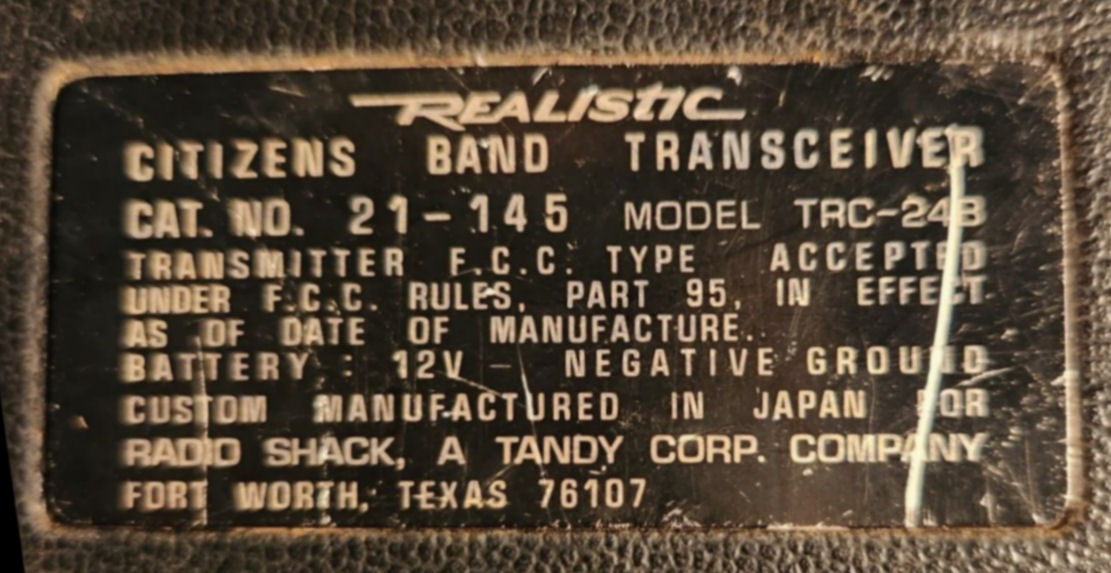 REALISTIC
CITIZENS BAND TRANSCEIVER
CAT. NO. 21-145 MODEL TRC-24B
TRANSMITTER F.C.C. TYPE ACCEPTED
UNDER F.C.C. RULES, PART 95, IN EFFECT
AS OF DATE OF MANUFACTURE.
BATTERY : 12V - NEGATIVE GROUND
CUSTOM MANUFACTURED IN JAPAN FOR
RADIO SHACK, A TANDY CORP. COMPANY
FORT WORTH, TEXAS 76107